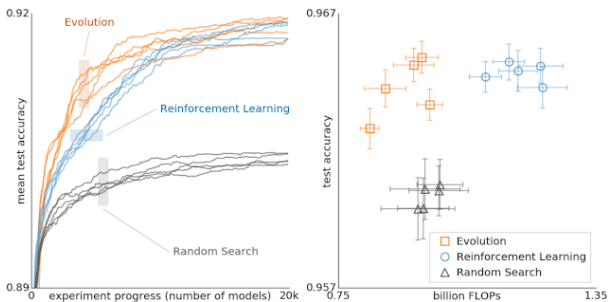 0.92
Evolution
Reinforcement Learning
Random Search
mean test accuracy
0.89
0
experiment progress (number of models)
20k
0.967
test accuracy
Evolution
Reinforcement Learning
Random Search
0.957
0.75
billion FLOPs
1.35